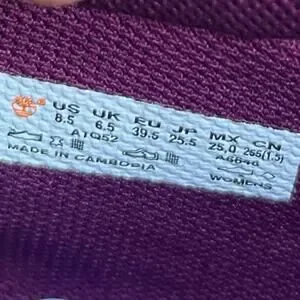 US UK EU JP MX CN
8.5 6.5 39.5 25.5 25,0 255(1.5)
A1Q52 A6646
MADE IN CAMBODIA WOMENS